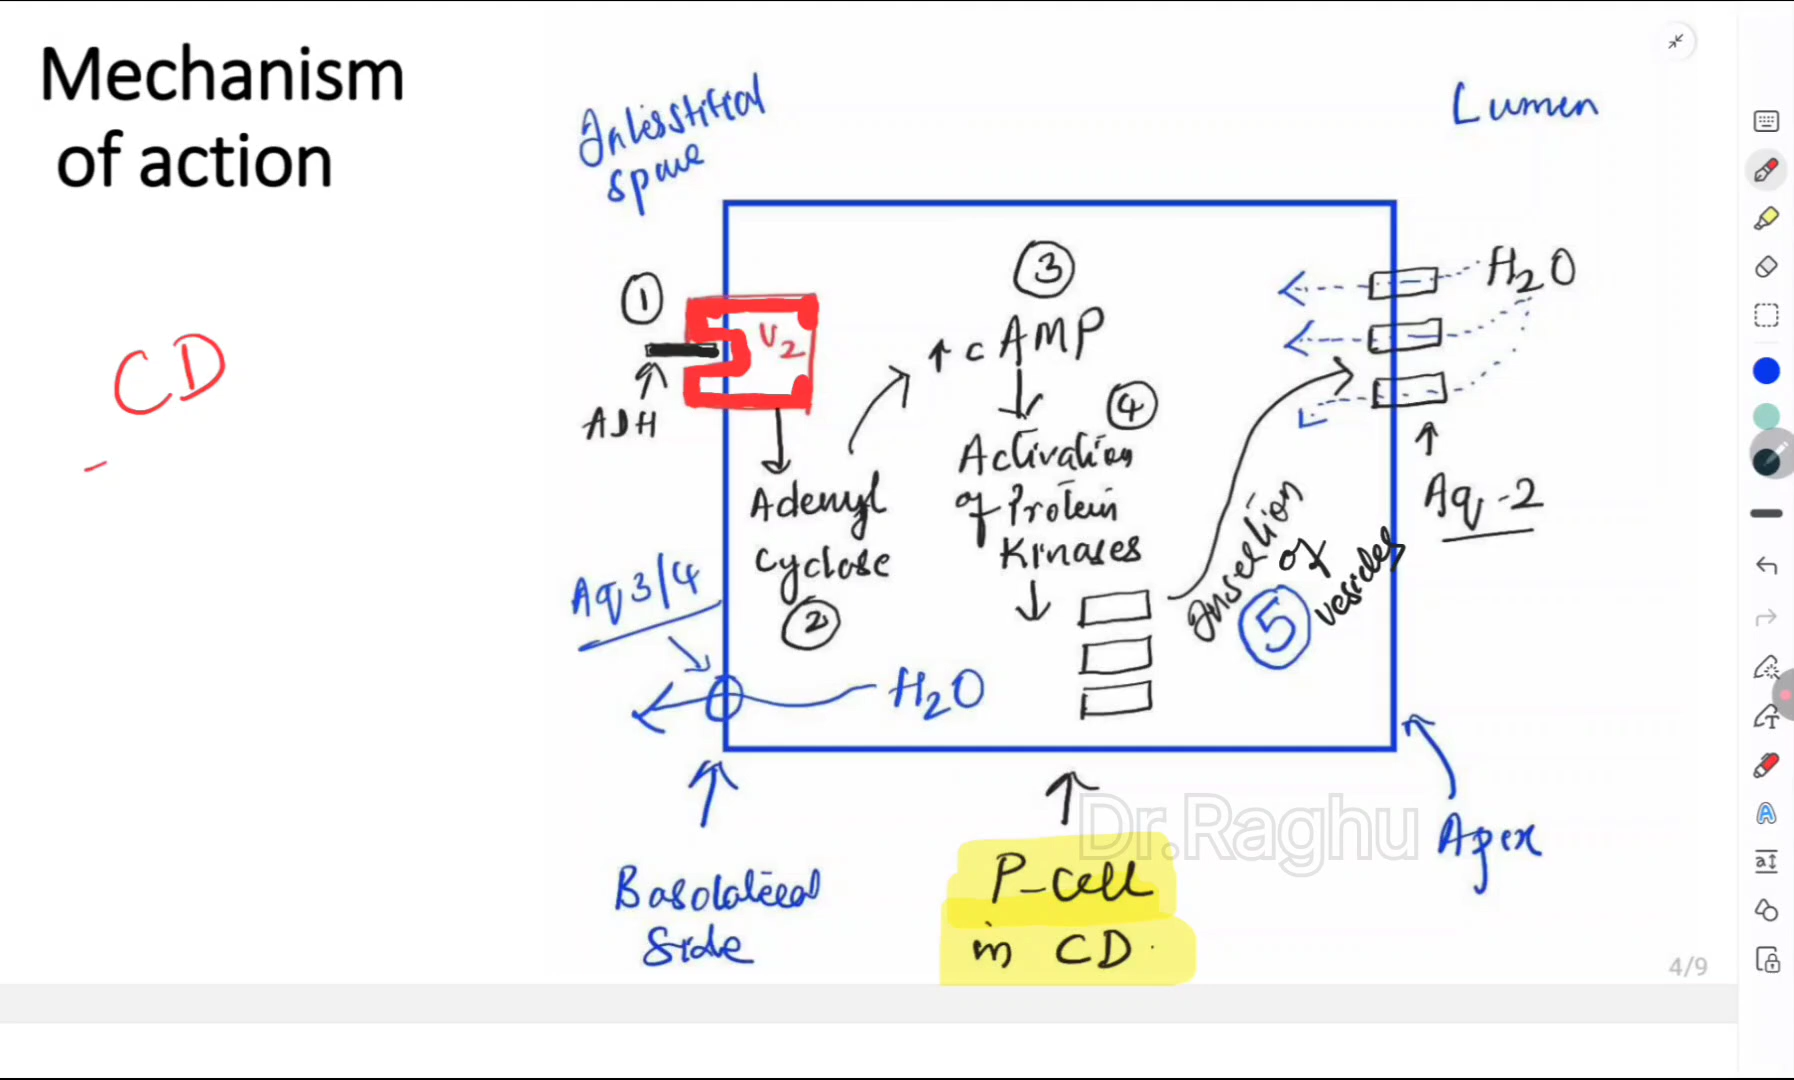 Mechanism
of action
Interstitial
space
Lumen
1
V2
ADH
CD
Adenyl
cyclase
2
3
↑ cAMP
4
Activation
of Protein
Kinases
Insertion
of
vesicles
5
H2O
Aq-2
Aq 3/4
H2O
Basolateral
Side
P-cell
in CD
Apex
Dr.Raghu
4/9